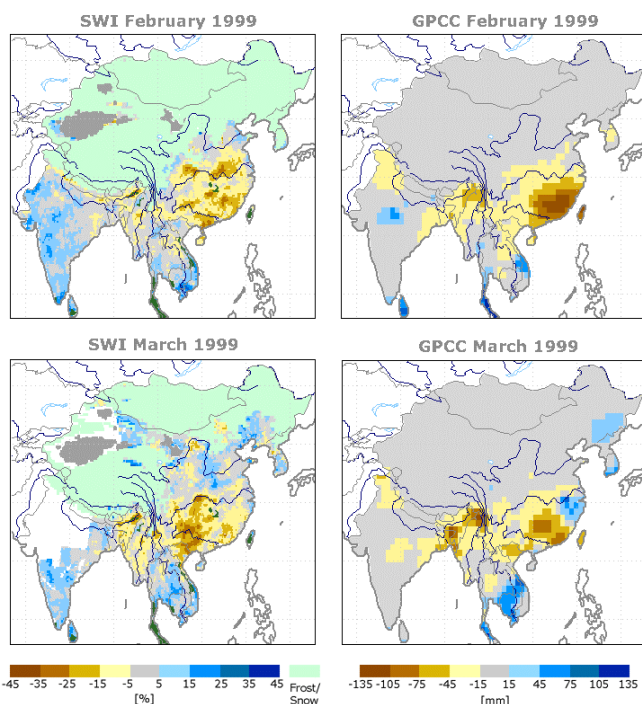 SWI February 1999
GPCC February 1999
SWI March 1999
GPCC March 1999
-45 -35 -25 -15 -5 5 15 25 35 45 Frost/
[%] Snow
-135 -105 -75 -45 -15 15 45 75 105 135
[mm]